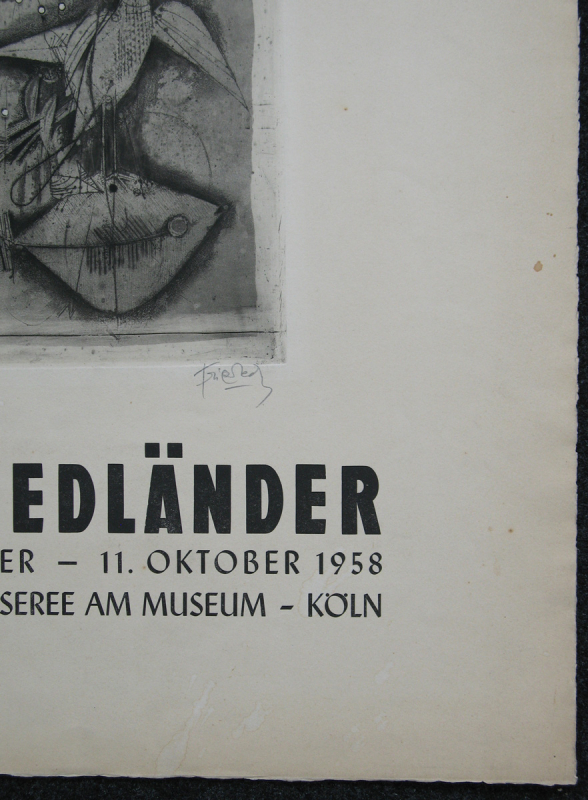 EDLÄNDER
ER – 11. OKTOBER 1958
SEREE AM MUSEUM - KÖLN